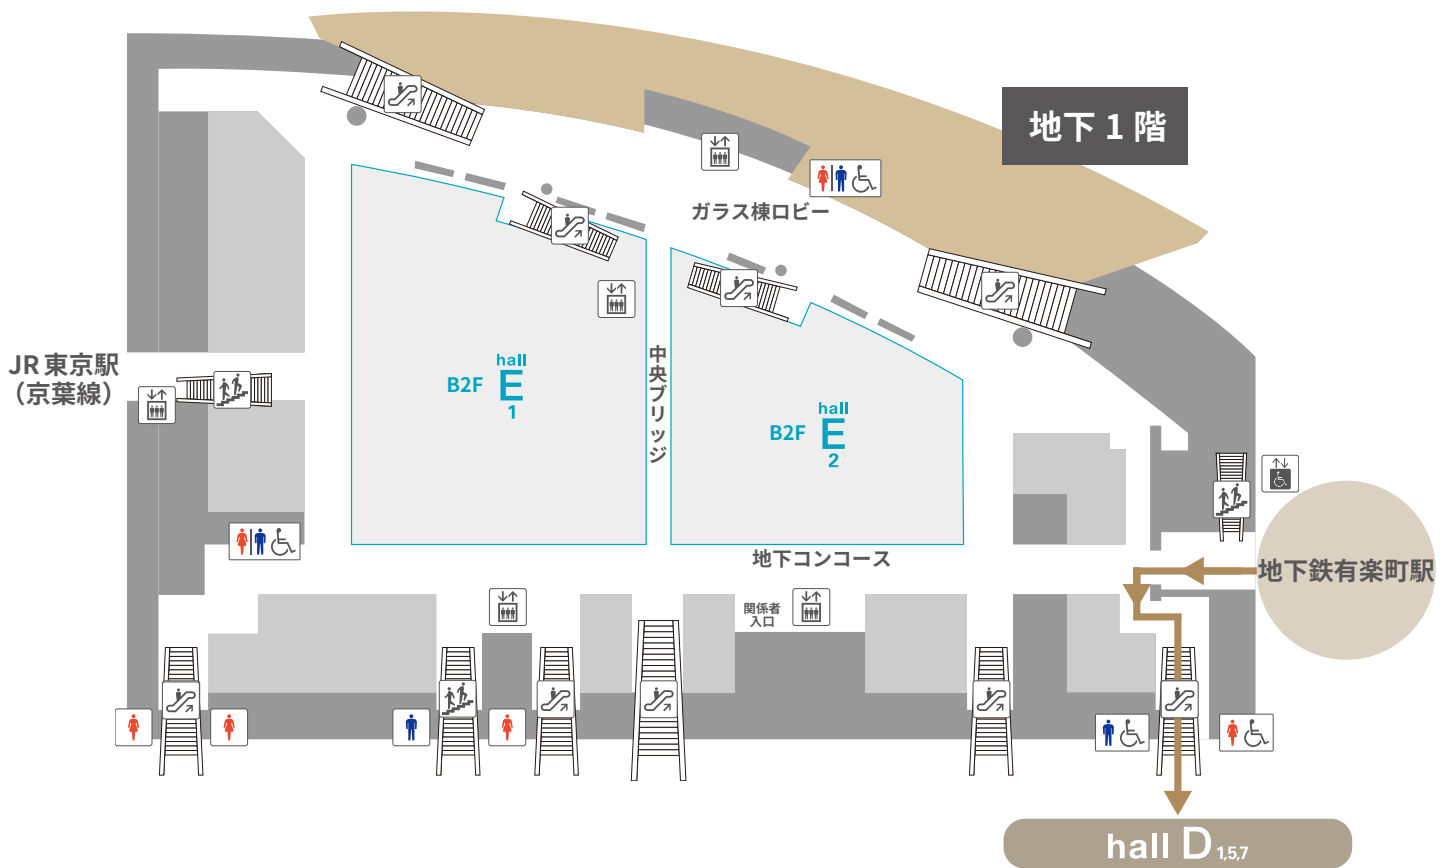 地下 1 階
ガラス棟ロビー
JR 東京駅
（京葉線）
B2F
hall
E
1
中央ブリッジ
B2F
hall
E
2
地下コンコース
関係者
入口
地下鉄有楽町駅
hall D 1,5,7